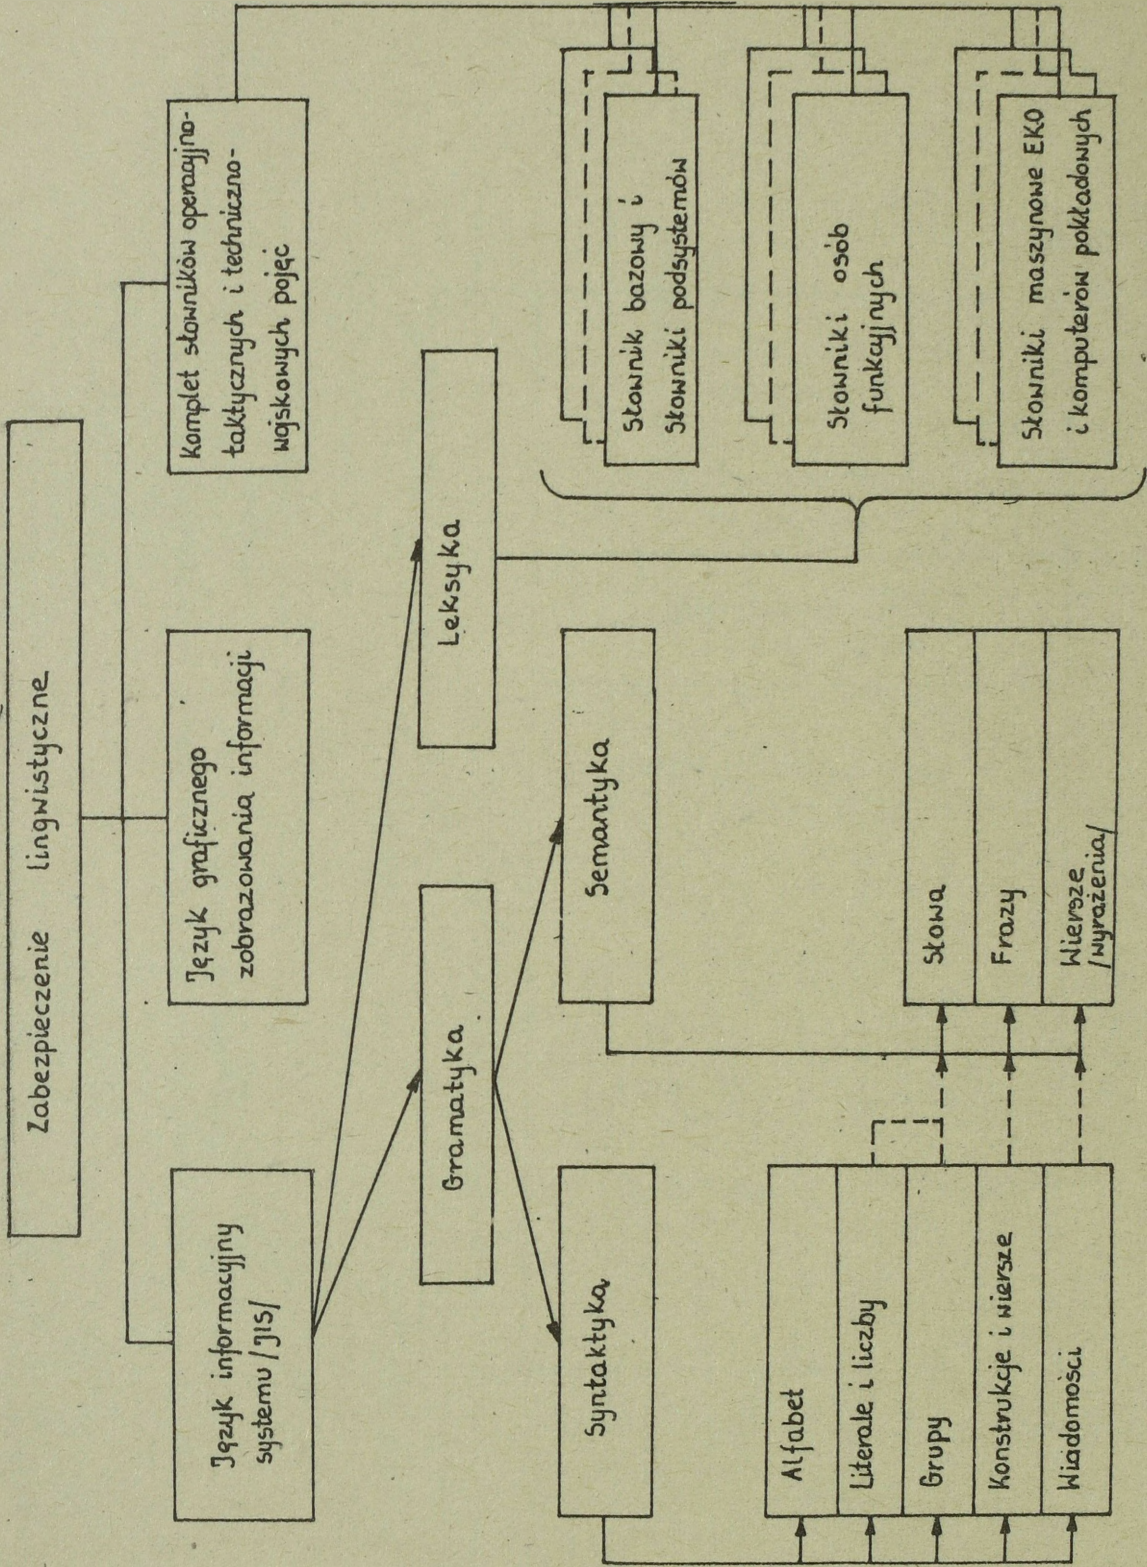 Zabezpieczenie lingwistyczne
Język informacyjny
systemu /JIS/
Język graficznego
zobrazowania informacji
Komplet słowników operacyjno-
taktycznych i techniczno-
wojskowych pojęć
Gramatyka
Leksyka
Syntaktyka
Semantyka
Słownik bazowy i
Słowniki podsystemów
Słowniki osób
funkcyjnych
Słowniki maszynowe EKO
i komputerów pokładowych
Alfabet
Literale i liczby
Grupy
Konstrukcje i wiersze
Wiadomości
Słowa
Frazy
Wiersze
/wyrażenia/